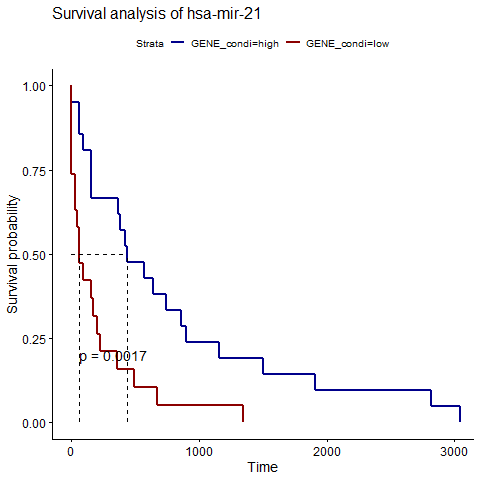 Survival analysis of hsa-mir-21
Strata GENE_condi=high GENE_condi=low
Survival probability
1.00
0.75
0.50
0.25
0.00
p = 0.0017
0 1000 2000 3000
Time